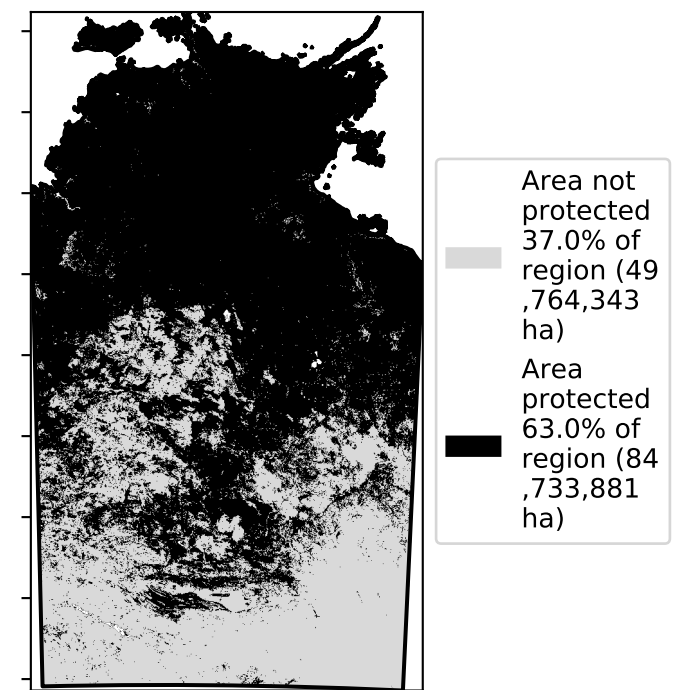 Area not
protected
37.0% of
region (49
,764,343
ha)
Area
protected
63.0% of
region (84
,733,881
ha)